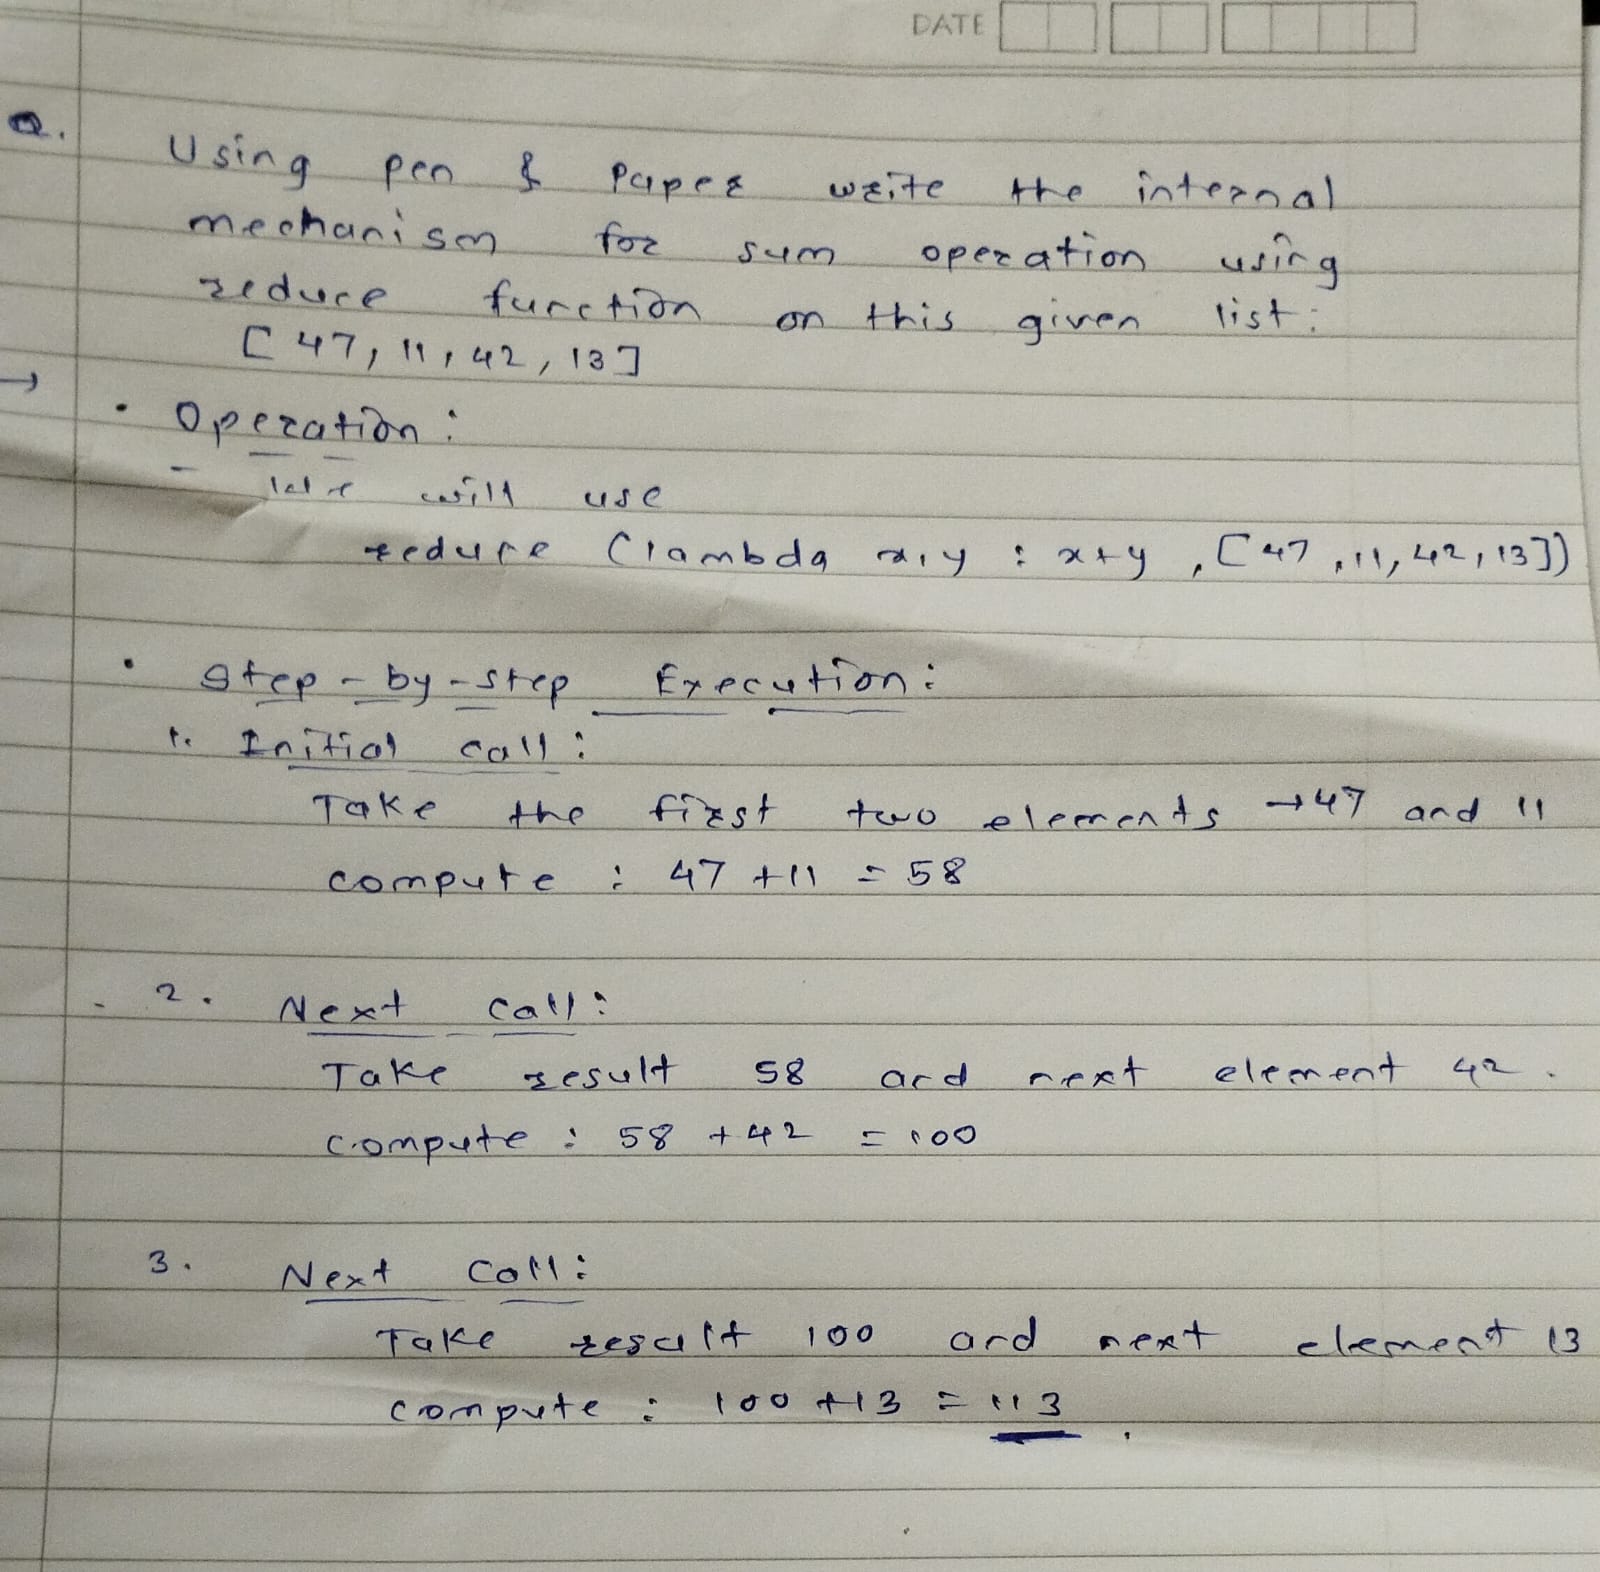 DATE
Q.
Using pen & paper write the internal
mechanism for sum operation using
reduce function on this given list:
[47, 11, 42, 13]
→
• Operation:
- We will use
reduce (lambda x,y : x+y , [47, 11, 42, 13])
• Step-by-step Execution:
1. Initial call:
Take the first two elements → 47 and 11
compute : 47 + 11 = 58
2. Next call:
Take result 58 and next element 42.
compute : 58 + 42 = 100
3. Next call:
Take result 100 and next element 13
compute : 100 + 13 = 113.